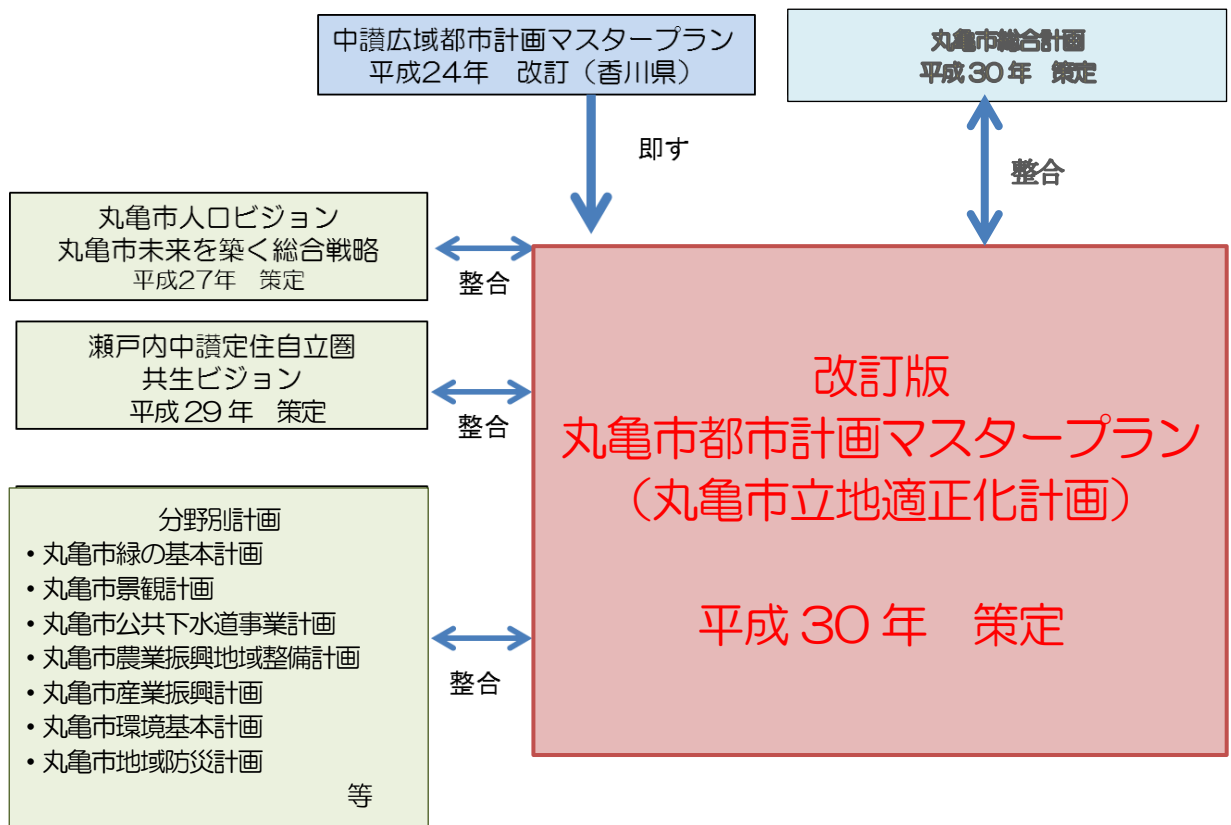 中讃広域都市計画マスタープラン
平成24年 改訂（香川県）
丸亀市総合計画
平成30年 策定
即す
整合
丸亀市人口ビジョン
丸亀市未来を築く総合戦略
平成27年 策定
整合
瀬戸内中讃定住自立圏
共生ビジョン
平成29年 策定
整合
分野別計画
・丸亀市緑の基本計画
・丸亀市景観計画
・丸亀市公共下水道事業計画
・丸亀市農業振興地域整備計画
・丸亀市産業振興計画
・丸亀市環境基本計画
・丸亀市地域防災計画
等
整合
改訂版
丸亀市都市計画マスタープラン
（丸亀市立地適正化計画）
平成30年 策定